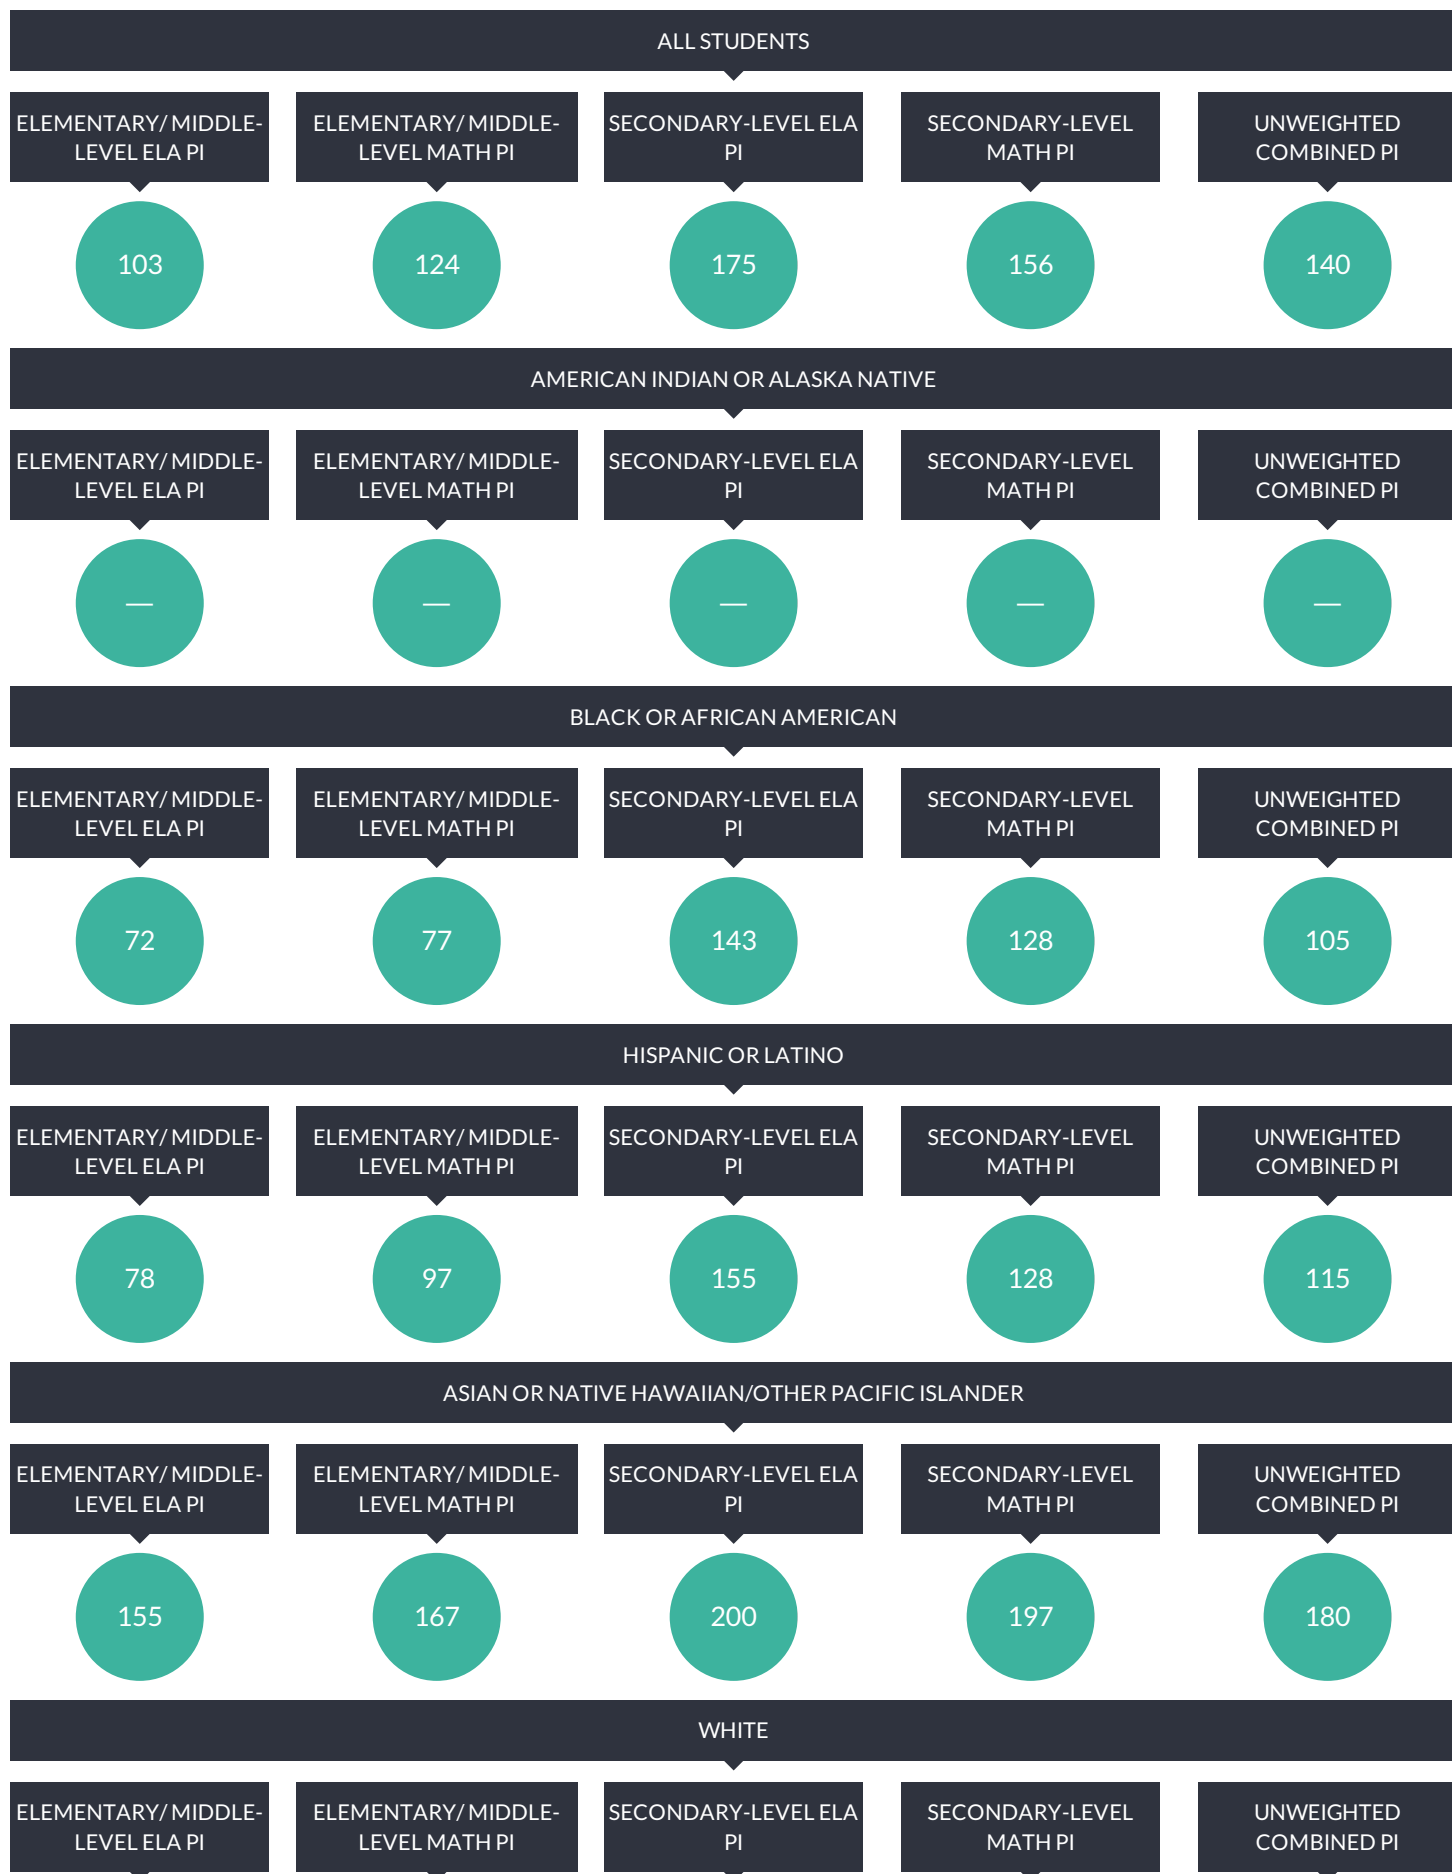 ALL STUDENTS
ELEMENTARY/ MIDDLE-
LEVEL ELA PI
ELEMENTARY/ MIDDLE-
LEVEL MATH PI
SECONDARY-LEVEL ELA
PI
SECONDARY-LEVEL
MATH PI
UNWEIGHTED
COMBINED PI
103
124
175
156
140
AMERICAN INDIAN OR ALASKA NATIVE
ELEMENTARY/ MIDDLE-
LEVEL ELA PI
ELEMENTARY/ MIDDLE-
LEVEL MATH PI
SECONDARY-LEVEL ELA
PI
SECONDARY-LEVEL
MATH PI
UNWEIGHTED
COMBINED PI
—
—
—
—
—
BLACK OR AFRICAN AMERICAN
ELEMENTARY/ MIDDLE-
LEVEL ELA PI
ELEMENTARY/ MIDDLE-
LEVEL MATH PI
SECONDARY-LEVEL ELA
PI
SECONDARY-LEVEL
MATH PI
UNWEIGHTED
COMBINED PI
72
77
143
128
105
HISPANIC OR LATINO
ELEMENTARY/ MIDDLE-
LEVEL ELA PI
ELEMENTARY/ MIDDLE-
LEVEL MATH PI
SECONDARY-LEVEL ELA
PI
SECONDARY-LEVEL
MATH PI
UNWEIGHTED
COMBINED PI
78
97
155
128
115
ASIAN OR NATIVE HAWAIIAN/OTHER PACIFIC ISLANDER
ELEMENTARY/ MIDDLE-
LEVEL ELA PI
ELEMENTARY/ MIDDLE-
LEVEL MATH PI
SECONDARY-LEVEL ELA
PI
SECONDARY-LEVEL
MATH PI
UNWEIGHTED
COMBINED PI
155
167
200
197
180
WHITE
ELEMENTARY/ MIDDLE-
LEVEL ELA PI
ELEMENTARY/ MIDDLE-
LEVEL MATH PI
SECONDARY-LEVEL ELA
PI
SECONDARY-LEVEL
MATH PI
UNWEIGHTED
COMBINED PI